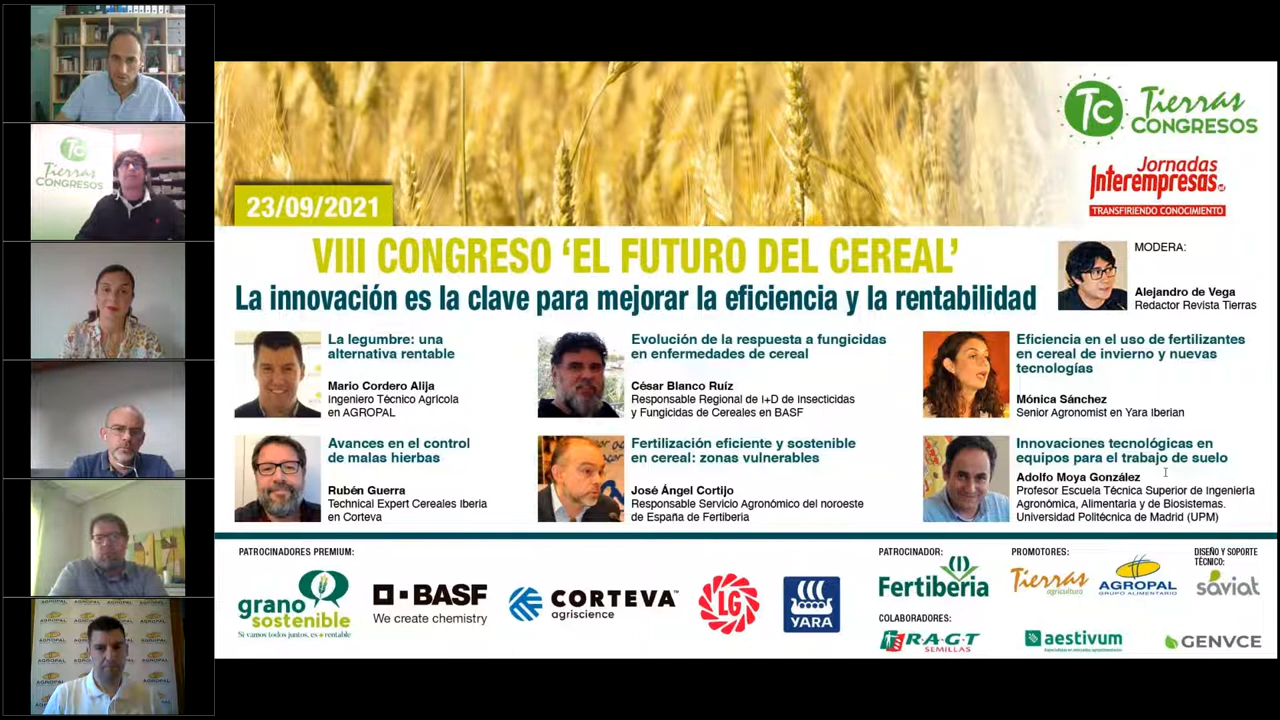 Tc
Tierras
CONGRESOS
AGROPAL
AGROPAL
Tc Tierras
CONGRESOS
Jornadas
Interempresas
TRANSFIRIENDO CONOCIMIENTO
23/09/2021
VIII CONGRESO ‘EL FUTURO DEL CEREAL’
La innovación es la clave para mejorar la eficiencia y la rentabilidad
MODERA:
Alejandro de Vega
Redactor Revista Tierras
La legumbre: una
alternativa rentable
Mario Cordero Alija
Ingeniero Técnico Agrícola
en AGROPAL
Evolución de la respuesta a fungicidas
en enfermedades de cereal
César Blanco Ruíz
Responsable Regional de I+D de Insecticidas
y Fungicidas de Cereales en BASF
Eficiencia en el uso de fertilizantes
en cereal de invierno y nuevas
tecnologías
Mónica Sánchez
Senior Agronomist en Yara Iberian
Avances en el control
de malas hierbas
Rubén Guerra
Technical Expert Cereales Iberia
en Corteva
Fertilización eficiente y sostenible
en cereal: zonas vulnerables
José Ángel Cortijo
Responsable Servicio Agronómico del noroeste
de España de Fertiberia
Innovaciones tecnológicas en
equipos para el trabajo de suelo
Adolfo Moya González
Profesor Escuela Técnica Superior de Ingeniería
Agronómica, Alimentaria y de Biosistemas.
Universidad Politécnica de Madrid (UPM)
PATROCINADORES PREMIUM:
grano
sostenible
Si vamos todos juntos, es + rentable
BASF
We create chemistry
CORTEVA™
agriscience
LG
YARA
PATROCINADOR:
Fertiberia
PROMOTORES:
Tierras
agricultura
AGROPAL
GRUPO ALIMENTARIO
DISEÑO Y SOPORTE
TÉCNICO:
saviat
COLABORADORES:
R·A·G·T
SEMILLAS
aestivum
GENVCE